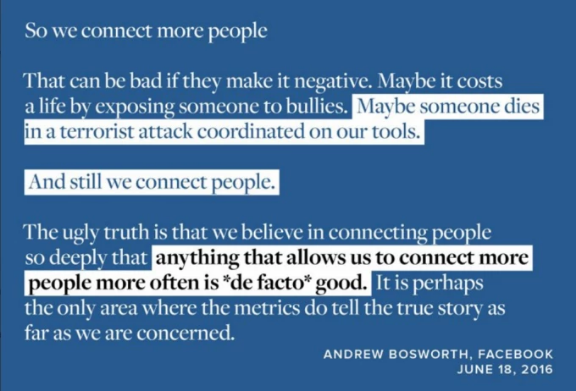 So we connect more people
That can be bad if they make it negative. Maybe it costs
a life by exposing someone to bullies. Maybe someone dies
in a terrorist attack coordinated on our tools.
And still we connect people.
The ugly truth is that we believe in connecting people
so deeply that anything that allows us to connect more
people more often is *de facto* good. It is perhaps
the only area where the metrics do tell the true story as
far as we are concerned.
ANDREW BOSWORTH, FACEBOOK
JUNE 18, 2016